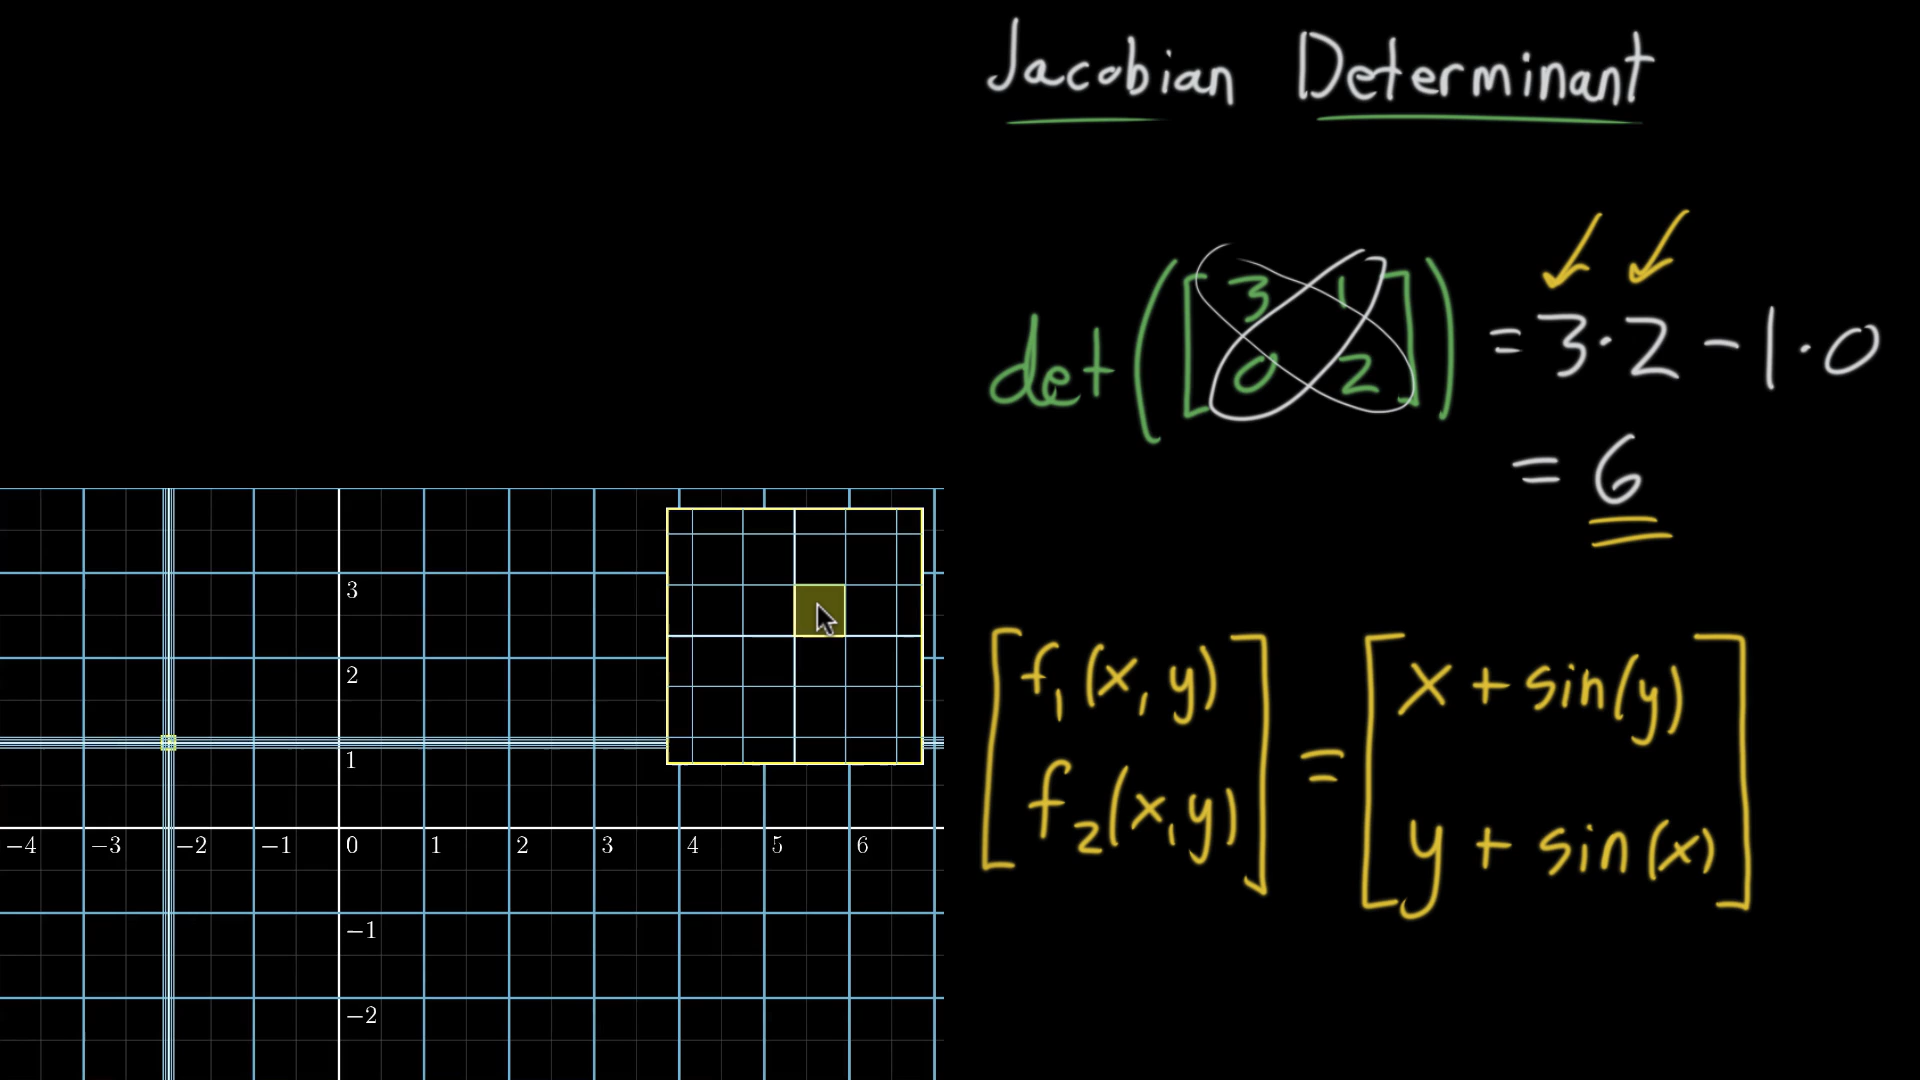 Jacobian Determinant
det([3 1
0 2]) = 3·2 - 1·0
= 6
[f₁(x, y)
f₂(x,y)] = [x + sin(y)
y + sin(x)]
3
2
1
−4 −3 −2 −1 0 1 2 3 4 5 6
−1
−2